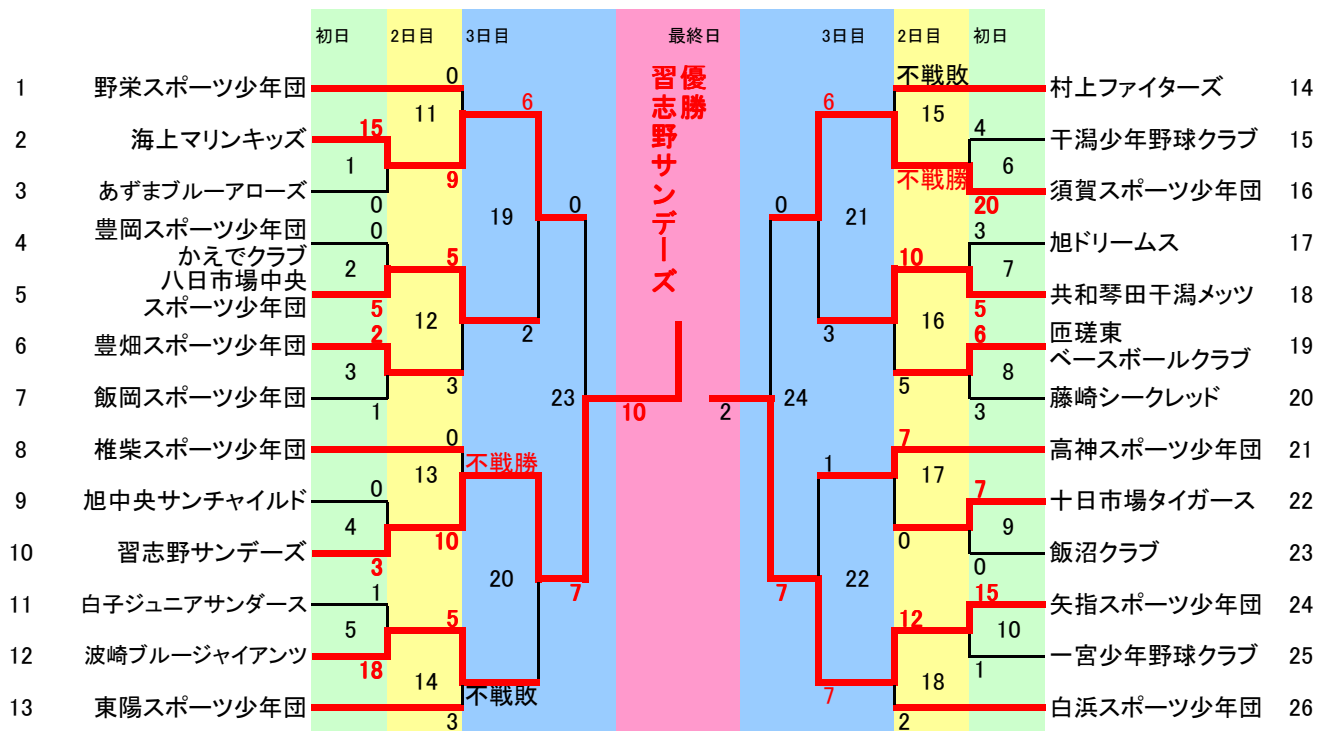 初日 2日目 3日目 最終日 3日目 2日目 初日
優勝
習志野サンデーズ
1 野栄スポーツ少年団 0 不戦敗 村上ファイターズ 14
11 6 6 15
2 海上マリンキッズ 15 4 干潟少年野球クラブ 15
1 6
3 あずまブルーアローズ 9 不戦勝 須賀スポーツ少年団 16
0 20
19 0 0 21
4 豊岡スポーツ少年団 0 3 旭ドリームス 17
かえでクラブ
2 5 10 7
5 八日市場中央
スポーツ少年団 5 5 共和琴田干潟メッツ 18
12 2 3 16
6 豊畑スポーツ少年団 2 6 匝瑳東 19
ベースボールクラブ
3 3 5 8
7 飯岡スポーツ少年団 1 3 藤崎シークレッド 20
23 10 2 24
8 椎柴スポーツ少年団 0 7 高神スポーツ少年団 21
13 不戦勝 1 17
9 旭中央サンチャイルド 0 7 十日市場タイガース 22
4 9
10 習志野サンデーズ 3 10 0 0 飯沼クラブ 23
20 7 7 22
11 白子ジュニアサンダース 1 15 矢指スポーツ少年団 24
5 5 12 10
12 波崎ブルージャイアンツ 18 1 一宮少年野球クラブ 25
14 不戦敗 7 18
13 東陽スポーツ少年団 3 2 白浜スポーツ少年団 26